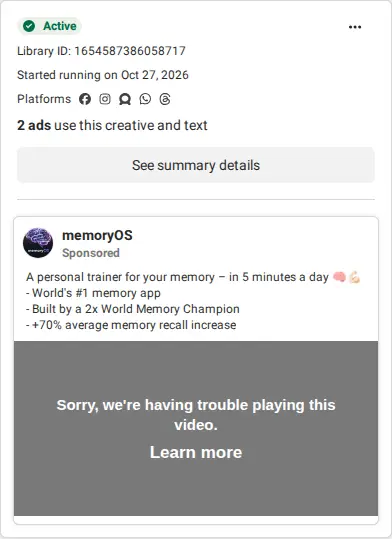 Active
Library ID: 1654587386058717
Started running on Oct 27, 2026
Platforms
2 ads use this creative and text
See summary details
memoryOS
Sponsored
A personal trainer for your memory – in 5 minutes a day 🧠💪🏻
- World's #1 memory app
- Built by a 2x World Memory Champion
- +70% average memory recall increase
Sorry, we're having trouble playing this
video.
Learn more